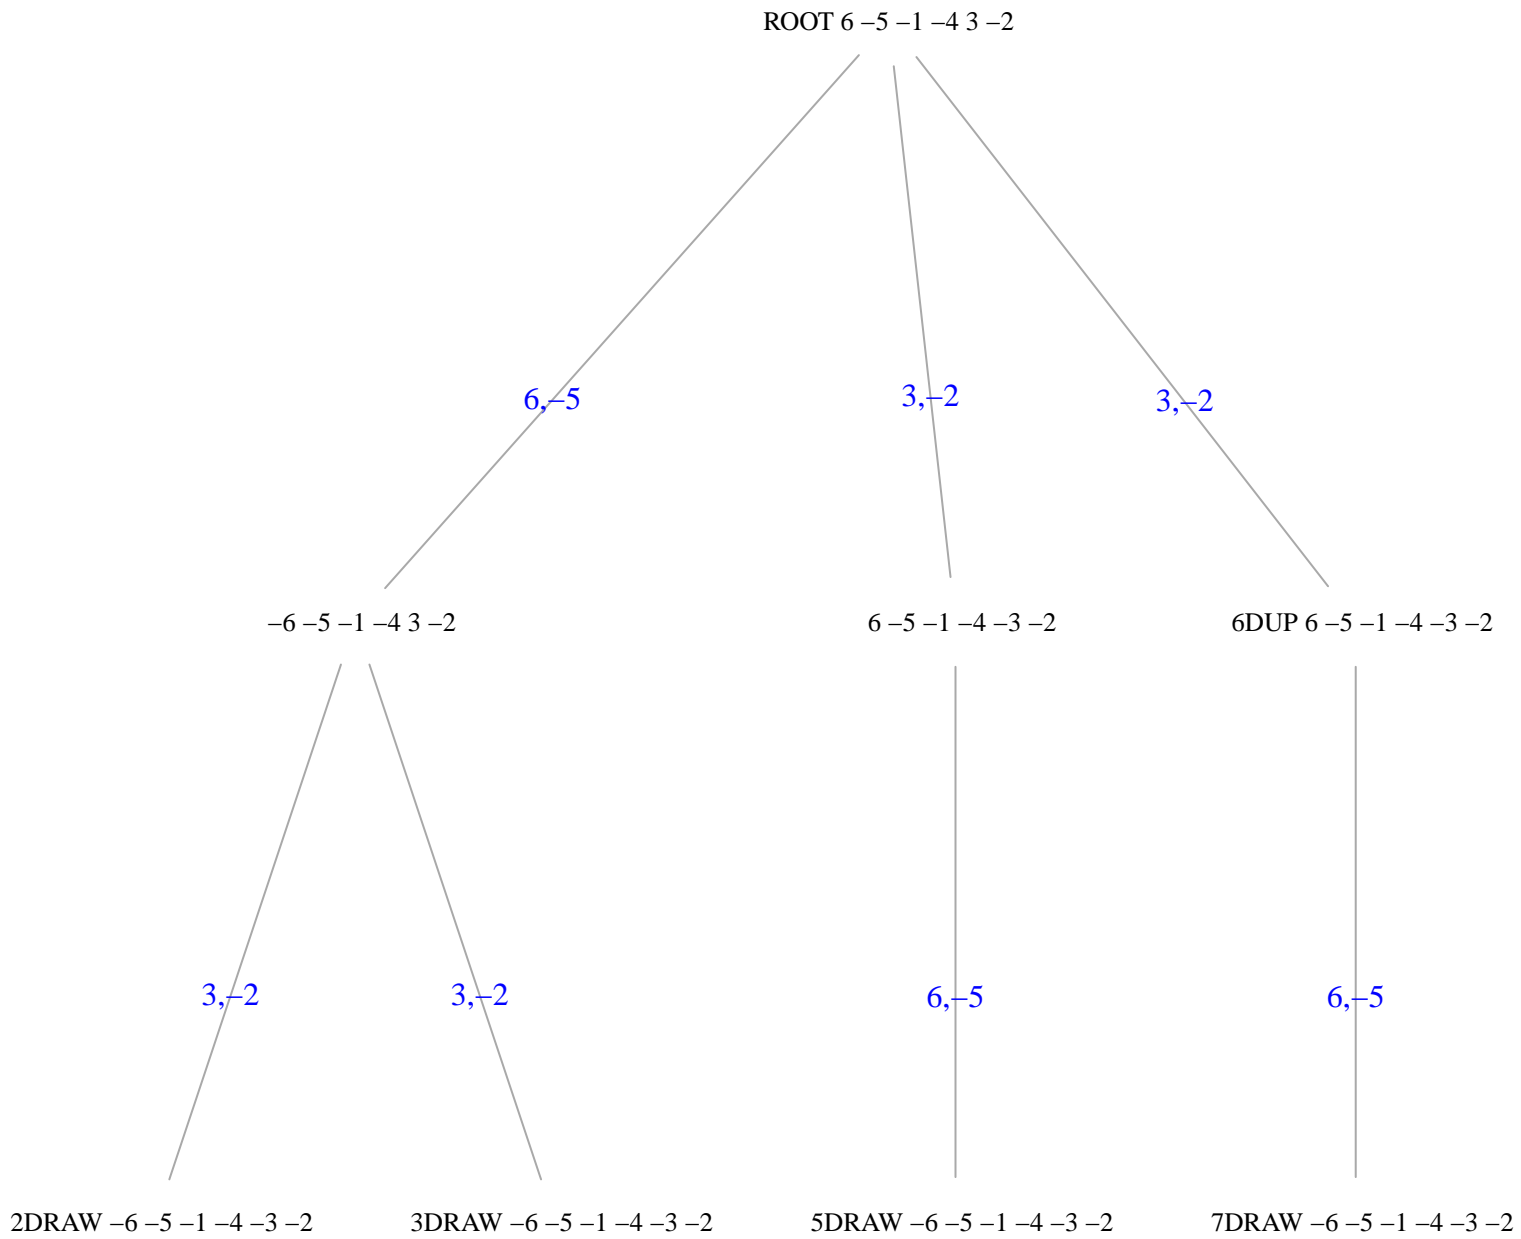 ROOT 6 –5 –1 –4 3 –2
6,–5
3,–2
3,–2
–6 –5 –1 –4 3 –2
6 –5 –1 –4 –3 –2
6DUP 6 –5 –1 –4 –3 –2
3,–2
3,–2
6,–5
6,–5
2DRAW –6 –5 –1 –4 –3 –2
3DRAW –6 –5 –1 –4 –3 –2
5DRAW –6 –5 –1 –4 –3 –2
7DRAW –6 –5 –1 –4 –3 –2